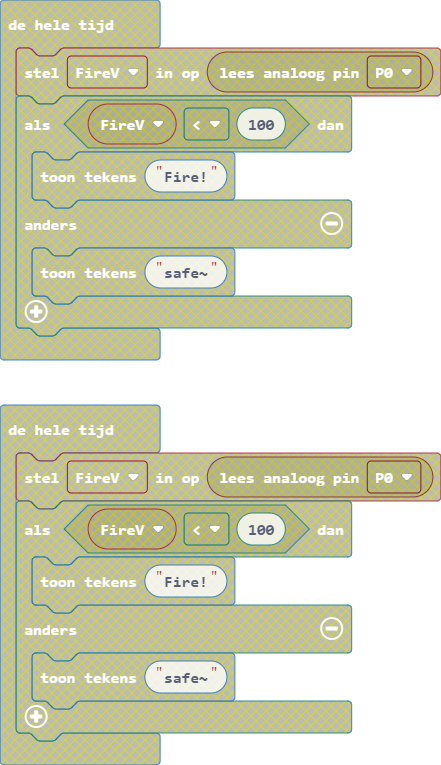 de hele tijd
stel FireV in op lees analoog pin P0
als FireV < 100 dan
toon tekens "Fire!"
anders
toon tekens "safe~"
de hele tijd
stel FireV in op lees analoog pin P0
als FireV < 100 dan
toon tekens "Fire!"
anders
toon tekens "safe~"